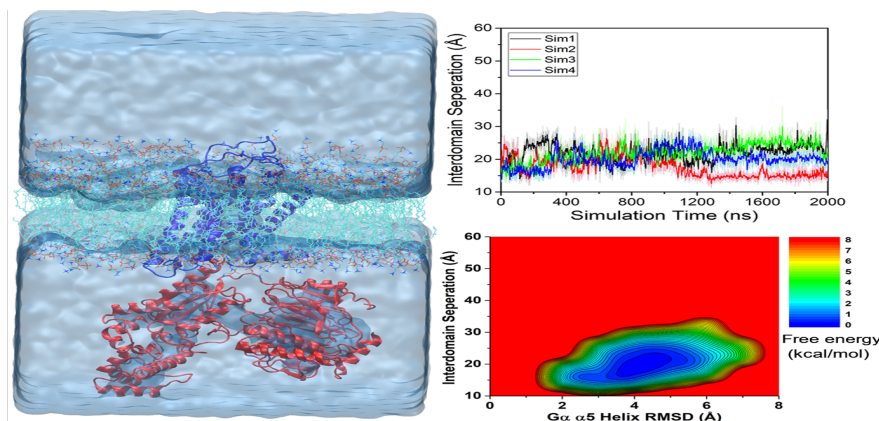 60
50
40
30
20
10
Interdomain Seperation (Å)
Sim1
Sim2
Sim3
Sim4
0 400 800 1200 1600 2000
Simulation Time (ns)
60
50
40
30
20
10
Interdomain Seperation (Å)
0 2 4 6 8
Gα α5 Helix RMSD (Å)
8
7
6
5
4
3
2
1
0
Free energy
(kcal/mol)